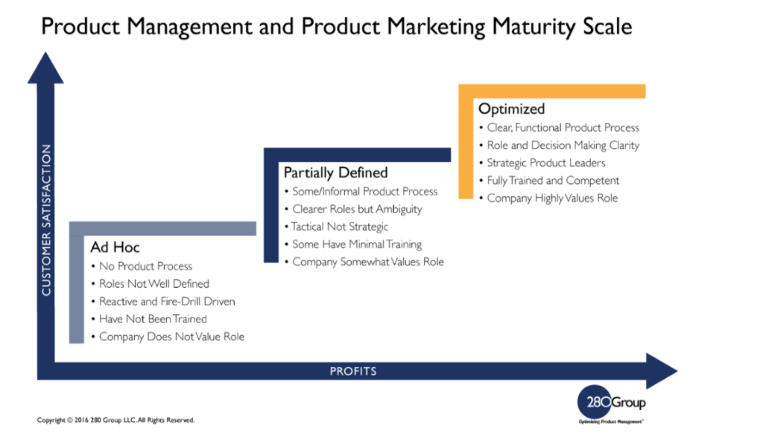 Product Management and Product Marketing Maturity Scale
CUSTOMER SATISFACTION
Optimized
• Clear, Functional Product Process
• Role and Decision Making Clarity
• Strategic Product Leaders
• Fully Trained and Competent
• Company Highly Values Role
Partially Defined
• Some/Informal Product Process
• Clearer Roles but Ambiguity
• Tactical Not Strategic
• Some Have Minimal Training
• Company Somewhat Values Role
Ad Hoc
• No Product Process
• Roles Not Well Defined
• Reactive and Fire-Drill Driven
• Have Not Been Trained
• Company Does Not Value Role
PROFITS
280Group
Optimizing Product Management™
Copyright © 2016 280 Group LLC. All Rights Reserved.